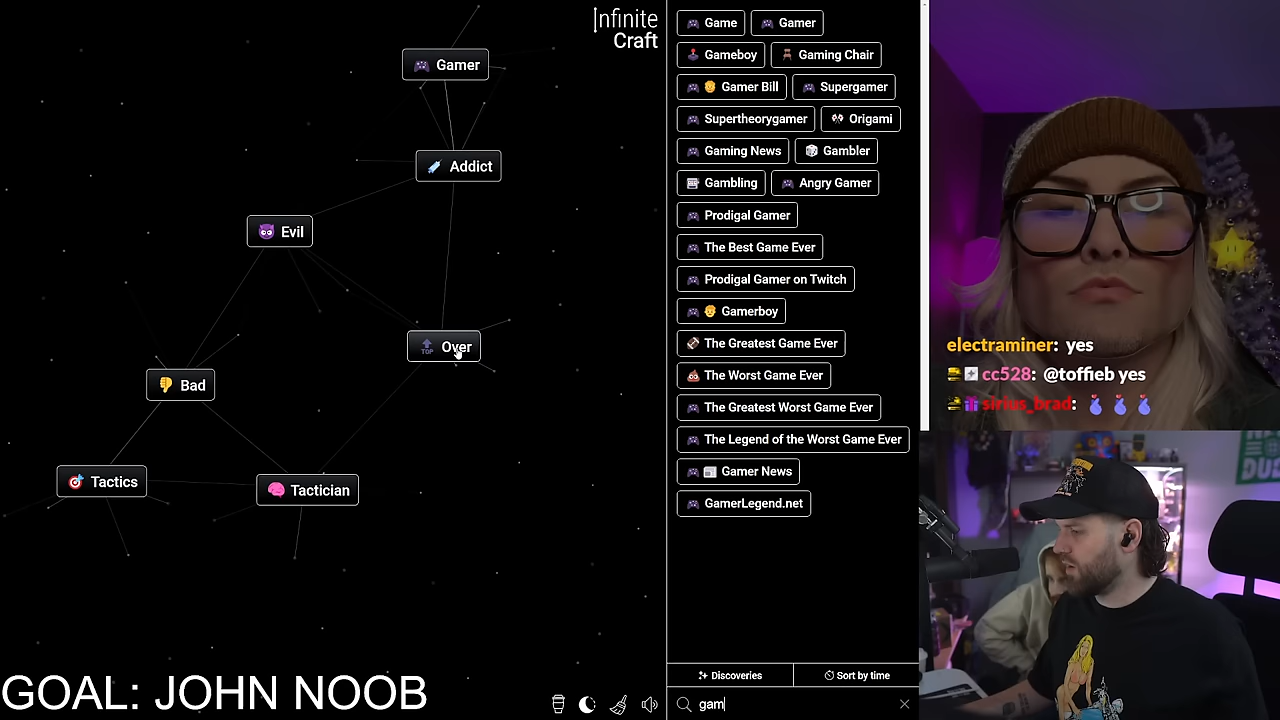 Infinite
Craft
Gamer
Addict
Evil
TOP Over
Bad
Tactics
Tactician
GOAL: JOHN NOOB
Game
Gamer
Gameboy
Gaming Chair
Gamer Bill
Supergamer
Supertheorygamer
Origami
Gaming News
Gambler
Gambling
Angry Gamer
Prodigal Gamer
The Best Game Ever
Prodigal Gamer on Twitch
Gamerboy
The Greatest Game Ever
The Worst Game Ever
The Greatest Worst Game Ever
The Legend of the Worst Game Ever
Gamer News
GamerLegend.net
Discoveries
Sort by time
gam
electraminer: yes
cc528: @toffieb yes
sirius_brad: